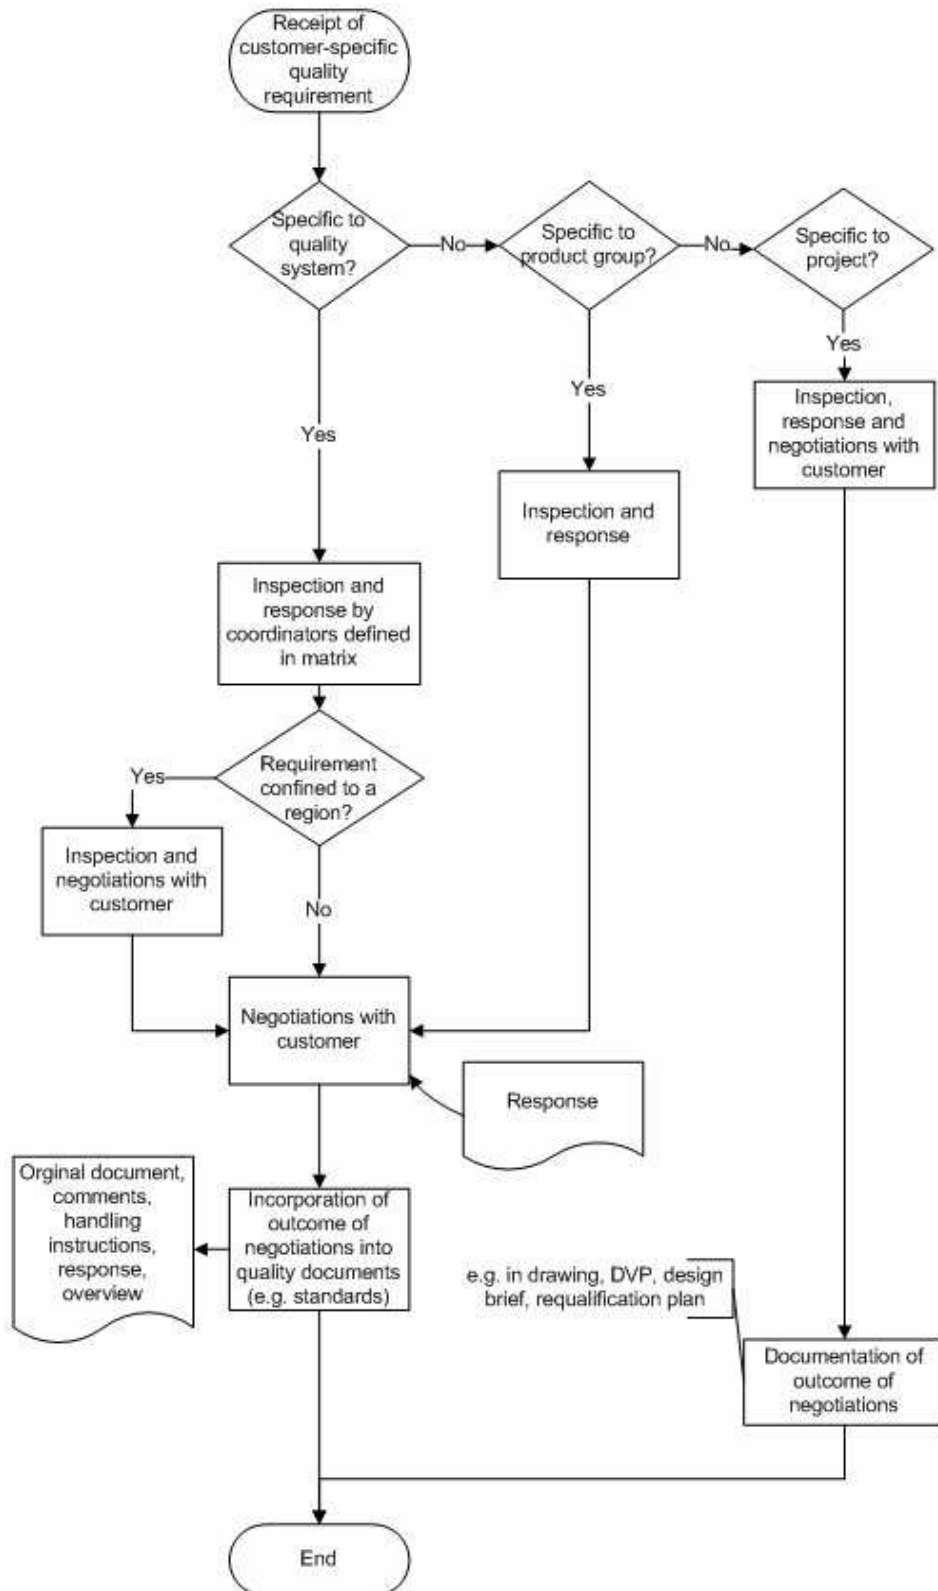 Receipt of
customer-specific
quality
requirement
Specific to
quality
system?
No
Specific to
product group?
No
Specific to
project?
Yes
Inspection,
response and
negotiations with
customer
Yes
Yes
Inspection and
response
Inspection and
response by
coordinators defined
in matrix
Requirement
confined to a
region?
Yes
Inspection and
negotiations with
customer
No
Negotiations with
customer
Response
Orginal document,
comments,
handling
instructions,
response,
overview
Incorporation of
outcome of
negotiations into
quality documents
(e.g. standards)
e.g. in drawing, DVP, design
brief, requalification plan
Documentation of
outcome of
negotiations
End